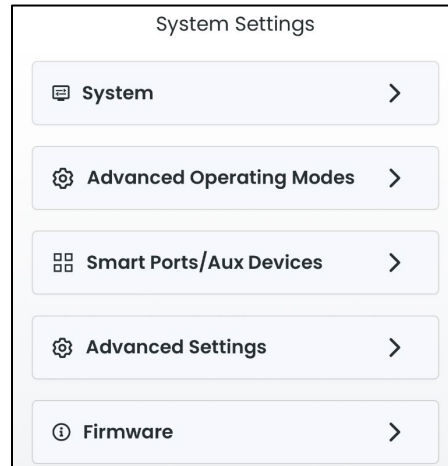 System Settings
System
Advanced Operating Modes
Smart Ports/Aux Devices
Advanced Settings
Firmware